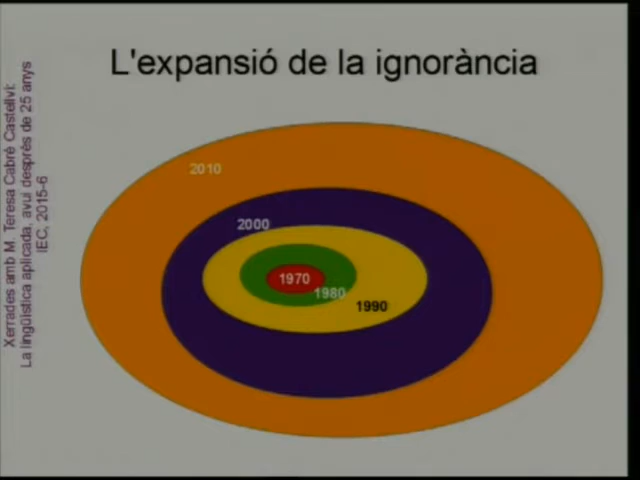 L'expansió de la ignorància
Xerrades amb M. Teresa Cabré Castellví:
La lingüística aplicada, avui desprès de 25 anys
IEC, 2015-6
2010
2000
1970
1980
1990